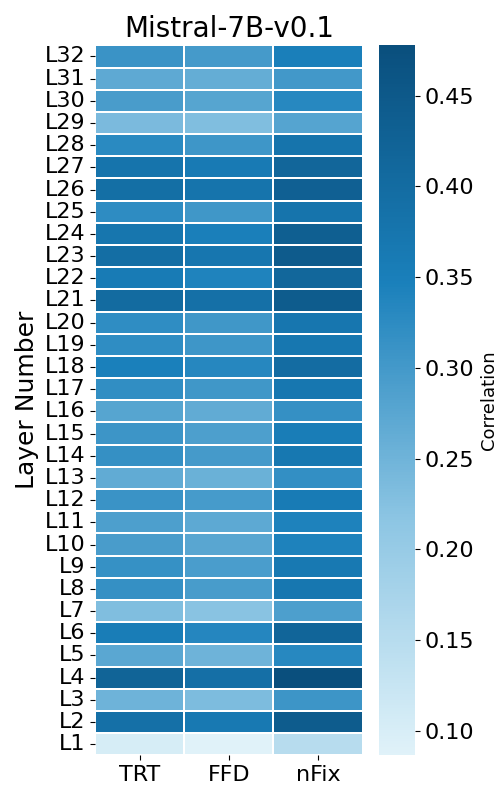 Mistral-7B-v0.1
Layer Number
L32
L31
L30
L29
L28
L27
L26
L25
L24
L23
L22
L21
L20
L19
L18
L17
L16
L15
L14
L13
L12
L11
L10
L9
L8
L7
L6
L5
L4
L3
L2
L1
TRT
FFD
nFix
0.45
0.40
0.35
0.30
0.25
0.20
0.15
0.10
Correlation